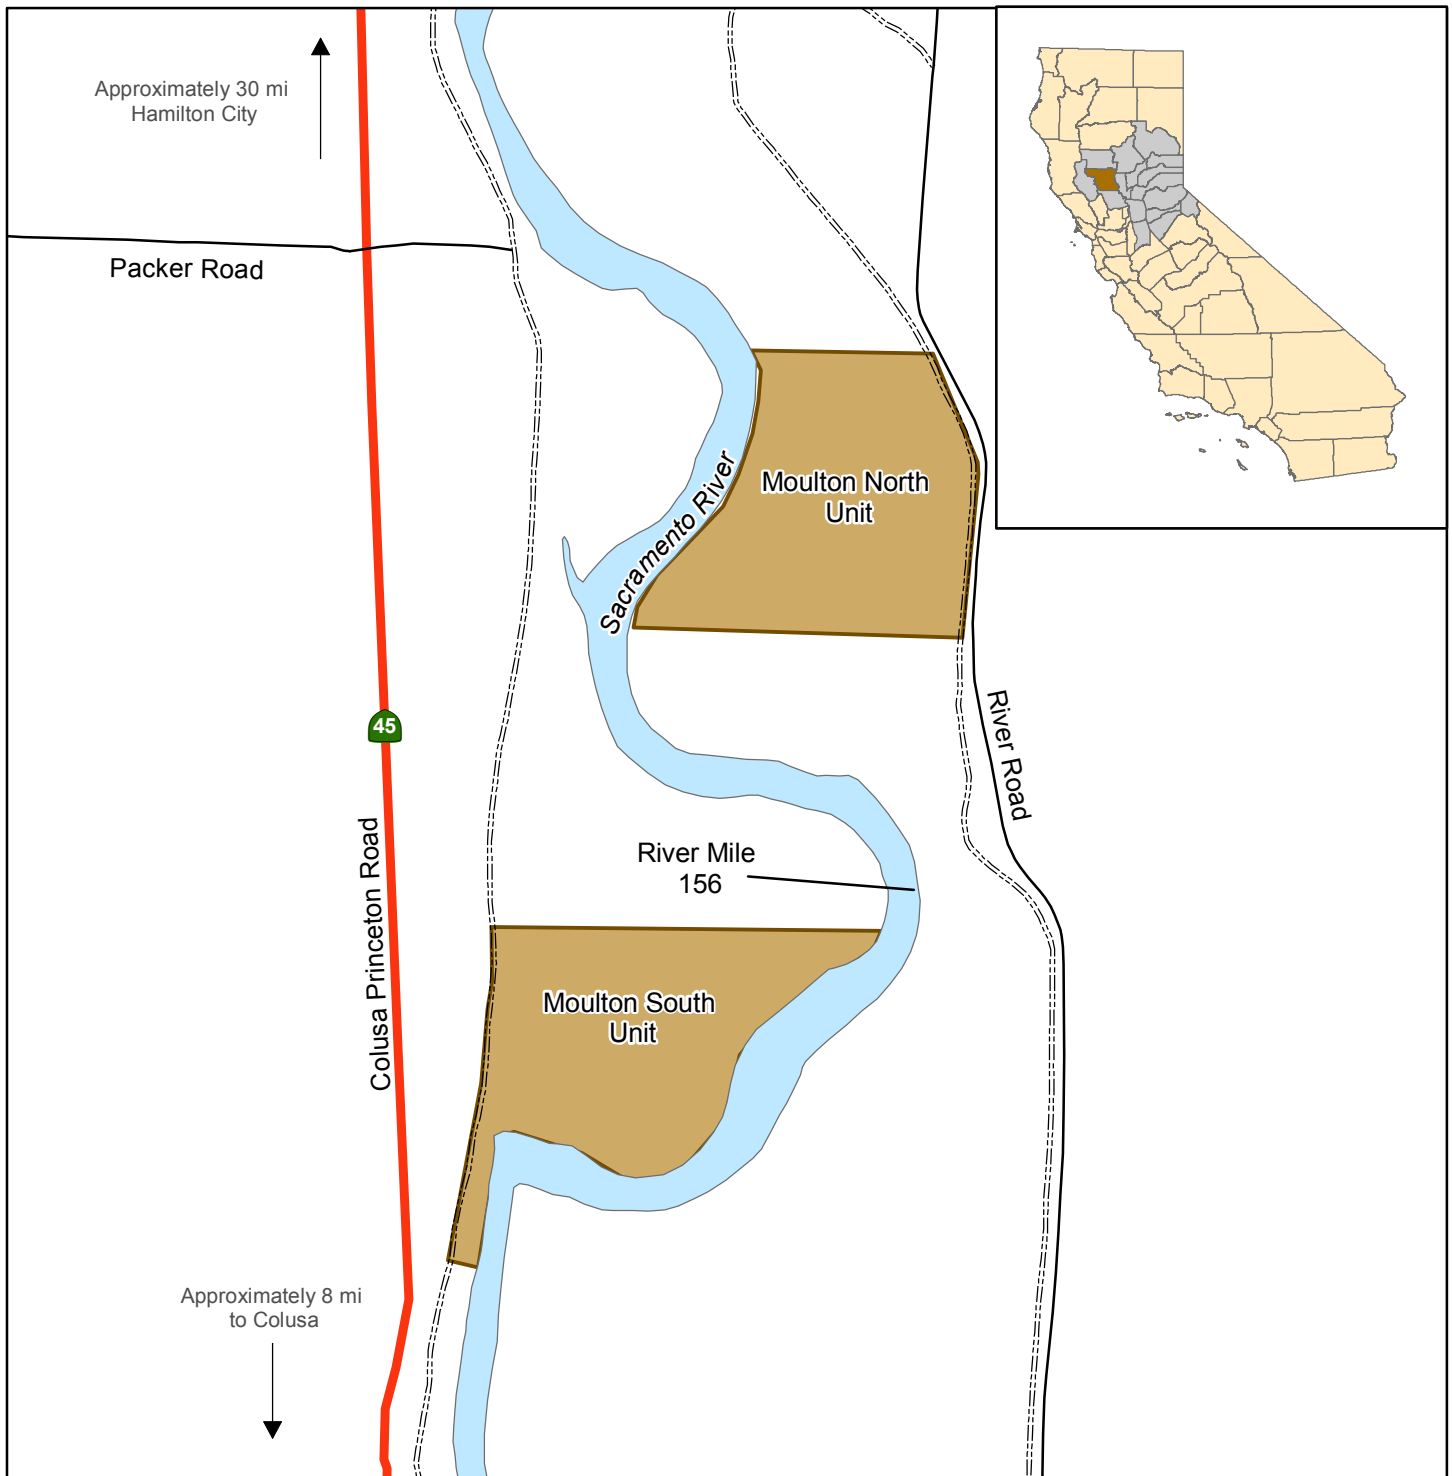 Approximately 30 mi
Hamilton City
Packer Road
Moulton North
Unit
Sacramento River
45
River Road
River Mile
156
Colusa Princeton Road
Moulton South
Unit
Approximately 8 mi
to Colusa